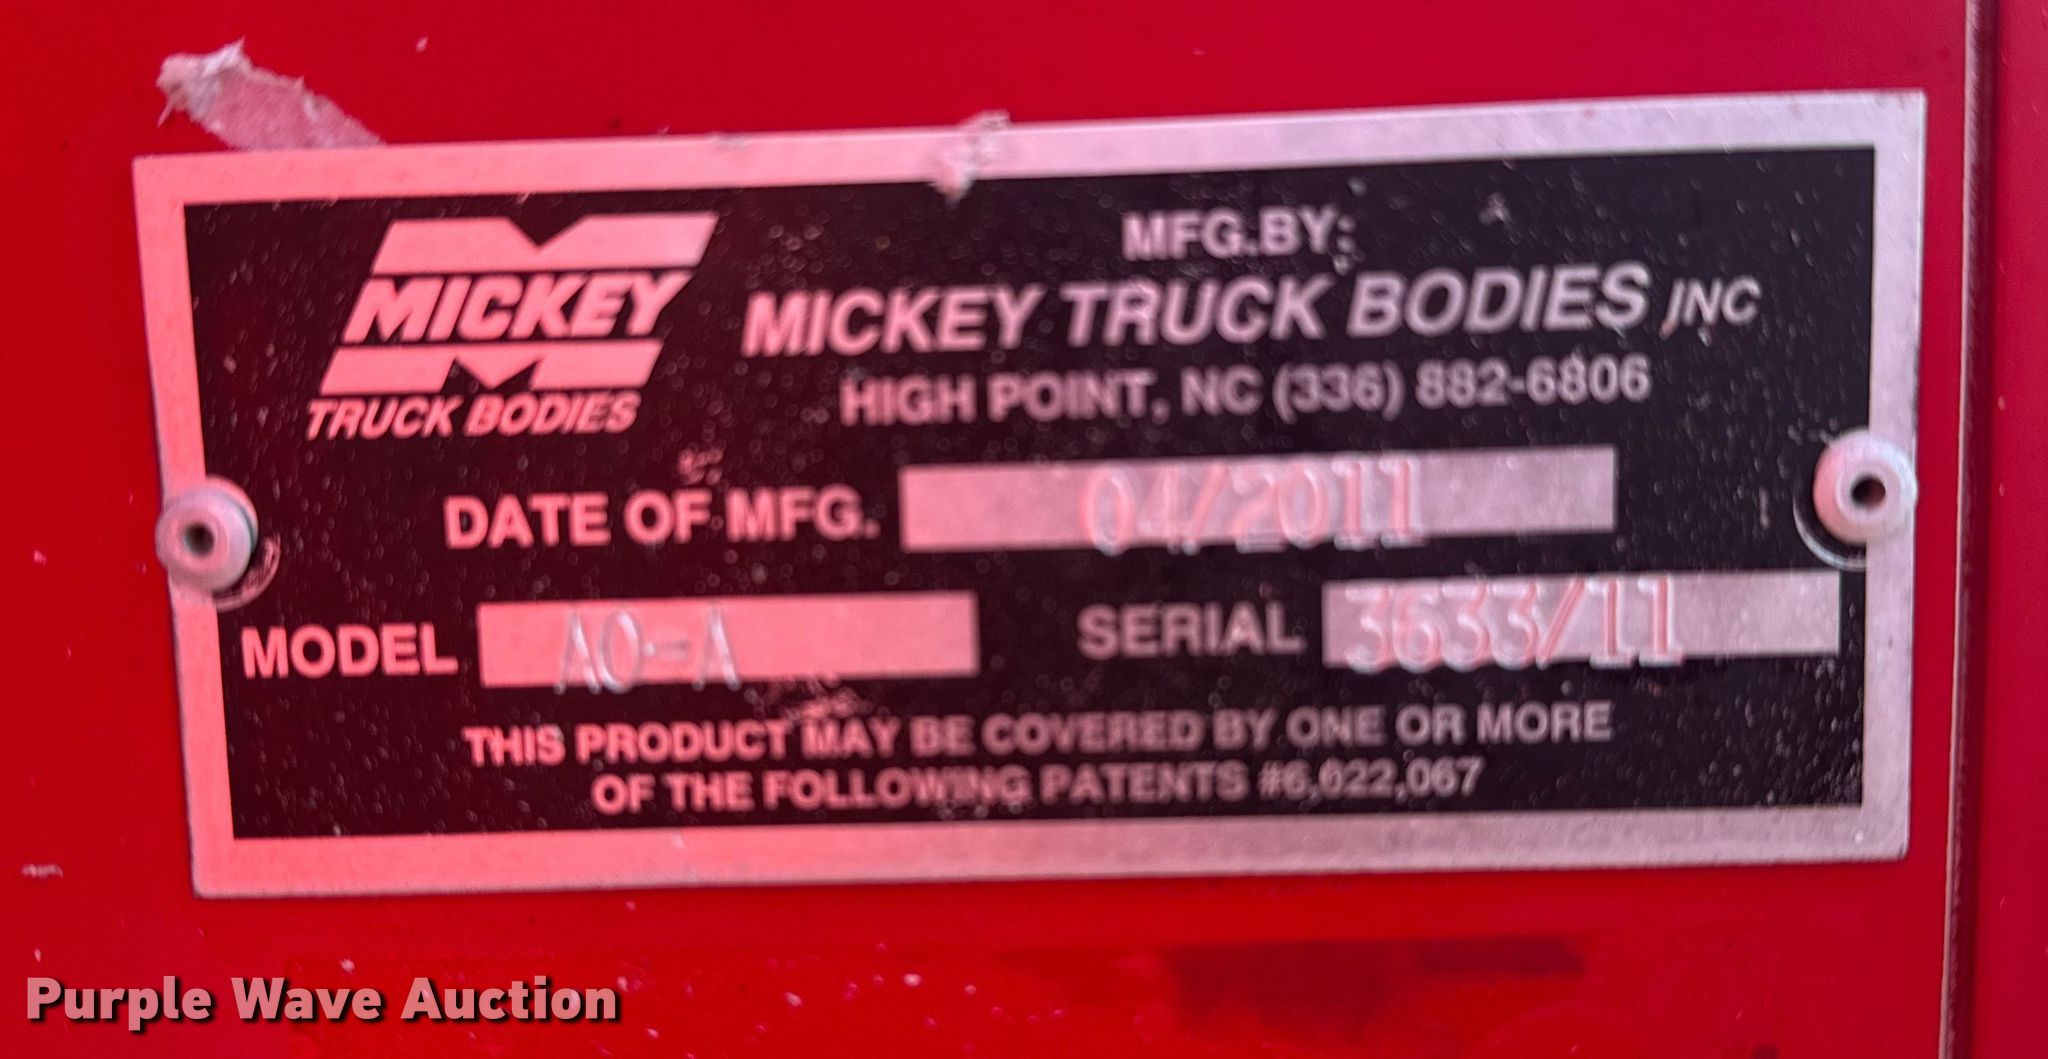 MICKEY
TRUCK BODIES
MFG.BY:
MICKEY TRUCK BODIES INC
HIGH POINT, NC (336) 882-6806
DATE OF MFG. 04/2011
MODEL AO-A SERIAL 3633/11
THIS PRODUCT MAY BE COVERED BY ONE OR MORE
OF THE FOLLOWING PATENTS #6,022,067
Purple Wave Auction